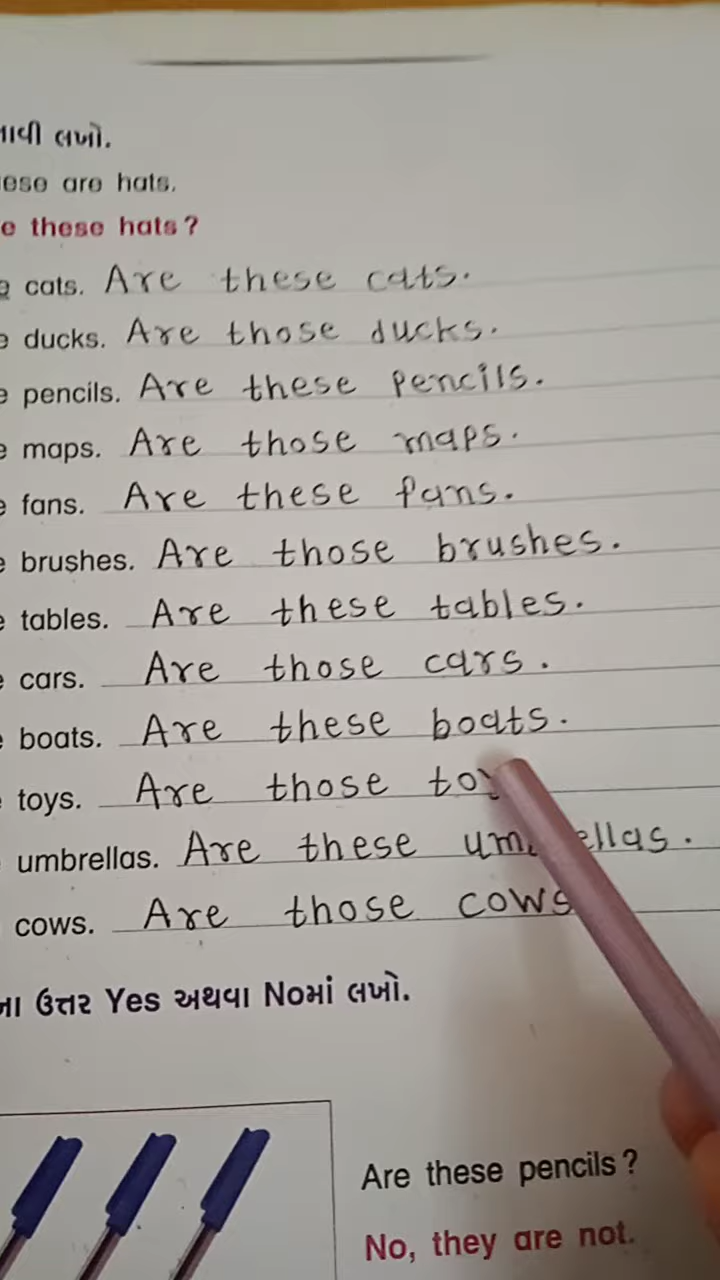 લખો.
are hats.
these hats?
cats. Are these cats.
ducks. Are those ducks.
pencils. Are these pencils.
maps. Are those maps.
fans. Are these fans.
brushes. Are those brushes.
tables. Are these tables.
cars. Are those cars.
boats. Are these boats.
toys. Are those
umbrellas. Are these
cows. Are those cows
ઉત્તર Yes અથવા Noમાં લખો.
Are these pencils?
No, they are not.